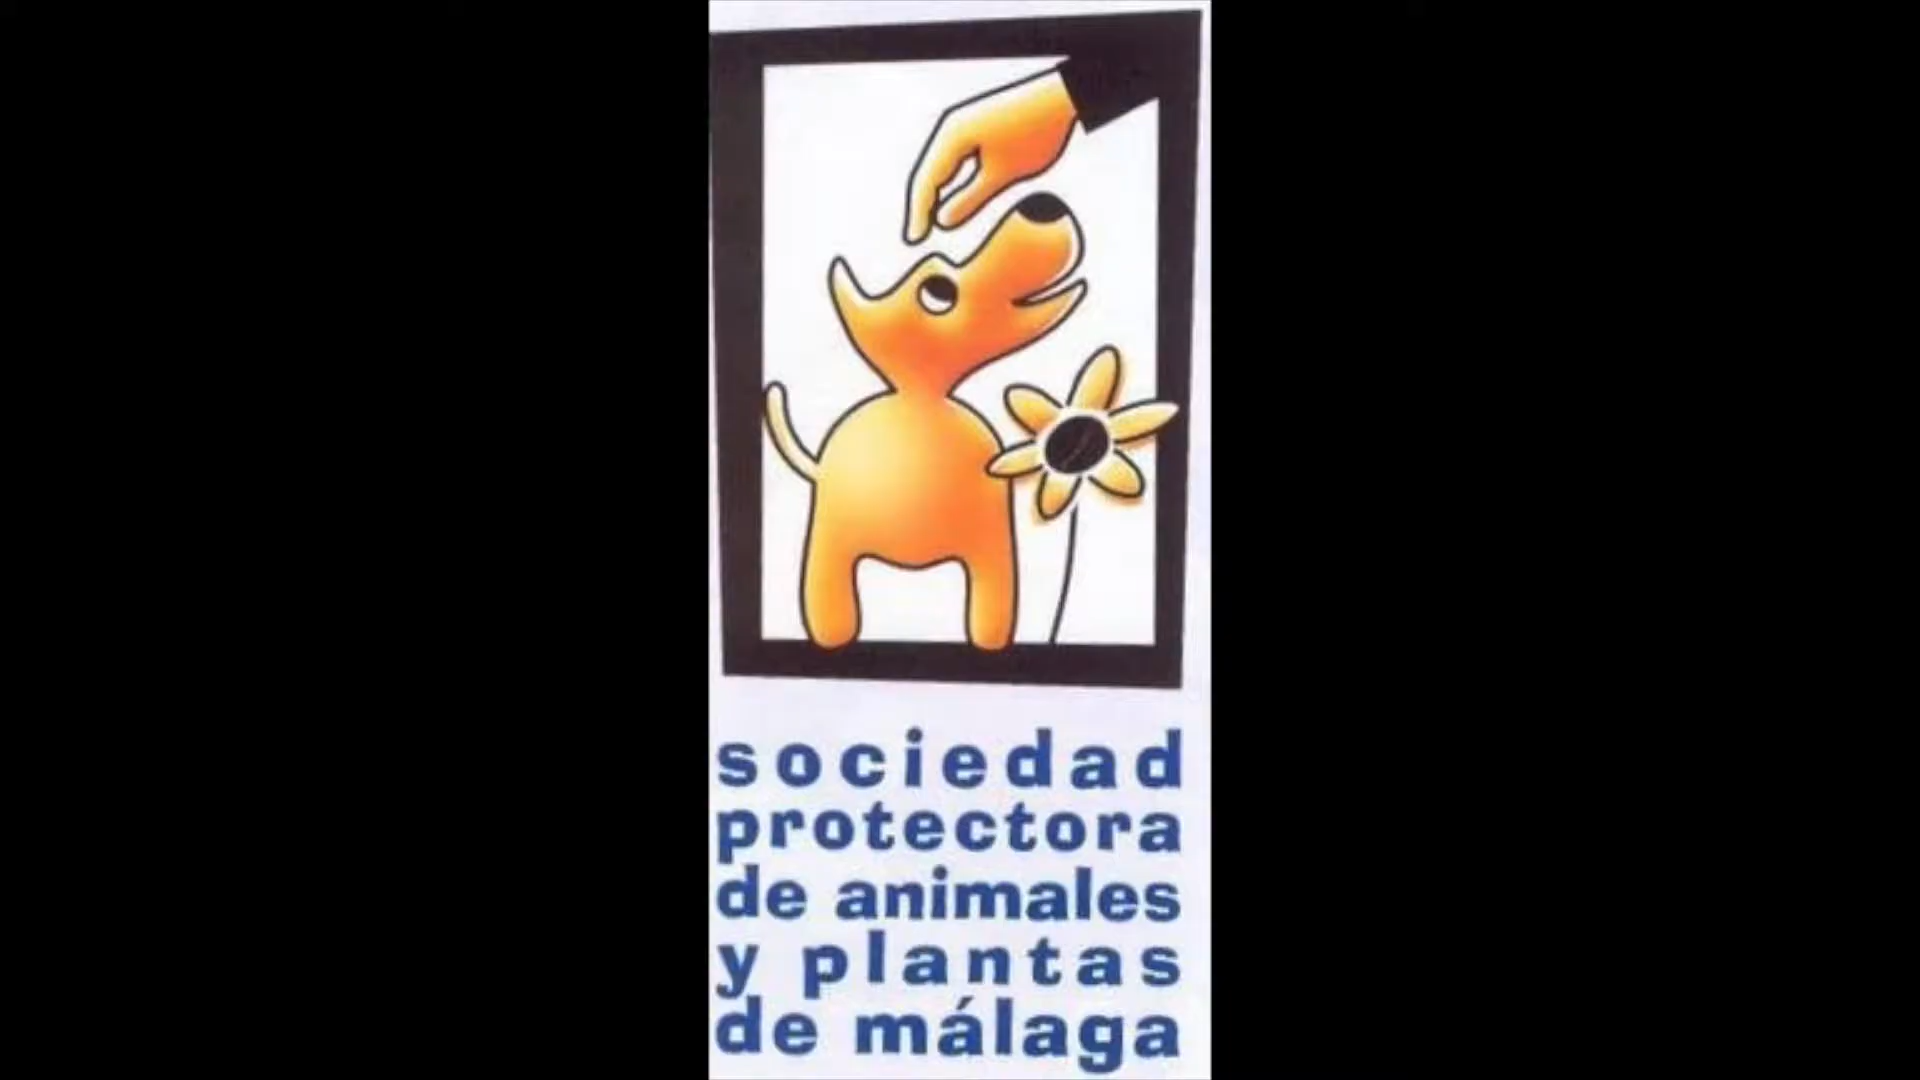 sociedad
protectora
de animales
y plantas
de málaga